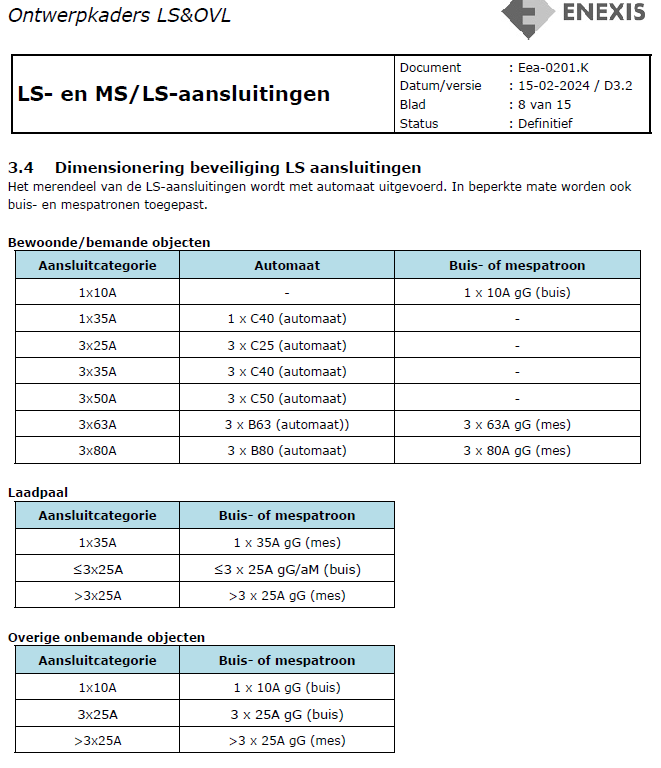 Ontwerpkaders LS&OVL
ENEXIS
LS- en MS/LS-aansluitingen
Document : Eea-0201.K
Datum/versie : 15-02-2024 / D3.2
Blad : 8 van 15
Status : Definitief
3.4 Dimensionering beveiliging LS aansluitingen
Het merendeel van de LS-aansluitingen wordt met automaat uitgevoerd. In beperkte mate worden ook
buis- en mespatronen toegepast.
Bewoonde/bemande objecten
Aansluitcategorie Automaat Buis- of mespatroon
1x10A - 1 x 10A gG (buis)
1x35A 1 x C40 (automaat) -
3x25A 3 x C25 (automaat) -
3x35A 3 x C40 (automaat) -
3x50A 3 x C50 (automaat) -
3x63A 3 x B63 (automaat)) 3 x 63A gG (mes)
3x80A 3 x B80 (automaat) 3 x 80A gG (mes)
Laadpaal
Aansluitcategorie Buis- of mespatroon
1x35A 1 x 35A gG (mes)
≤3x25A ≤3 x 25A gG/aM (buis)
>3x25A >3 x 25A gG (mes)
Overige onbemande objecten
Aansluitcategorie Buis- of mespatroon
1x10A 1 x 10A gG (buis)
3x25A 3 x 25A gG (buis)
>3x25A >3 x 25A gG (mes)